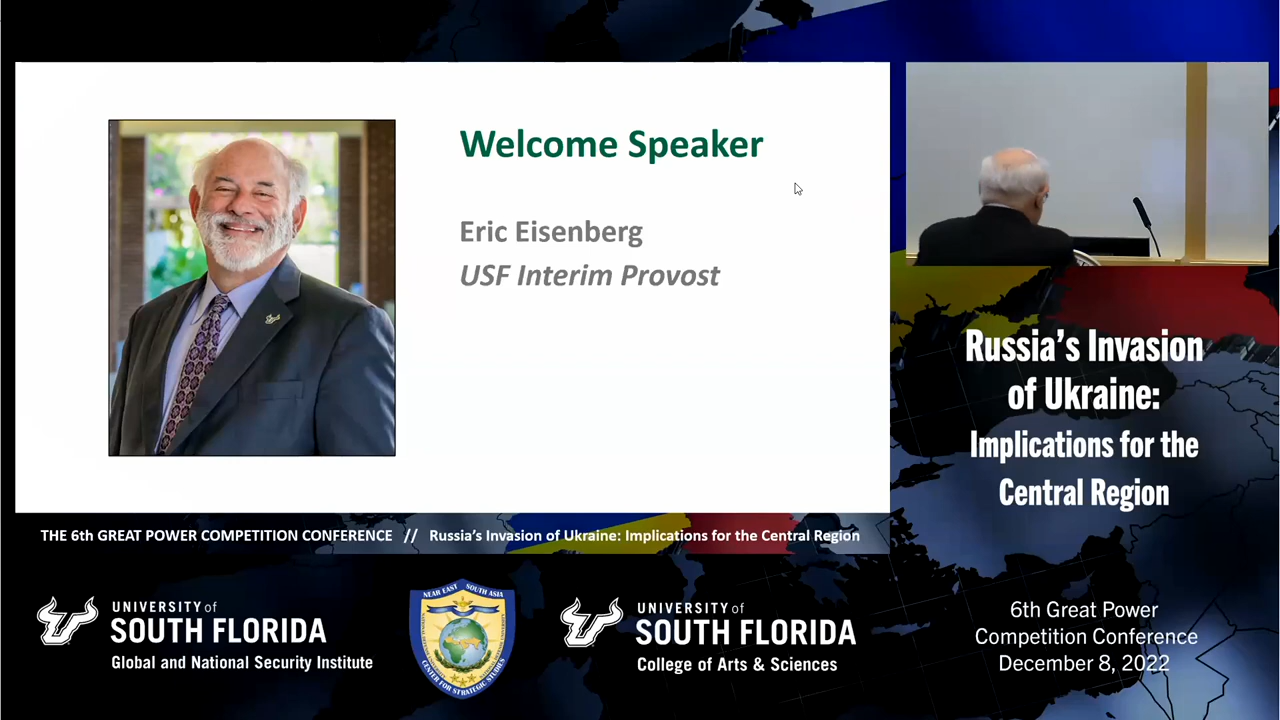 Welcome Speaker
Eric Eisenberg
USF Interim Provost
Russia's Invasion
of Ukraine:
Implications for the
Central Region
THE 6th GREAT POWER COMPETITION CONFERENCE // Russia's Invasion of Ukraine: Implications for the Central Region
UNIVERSITY of
SOUTH FLORIDA
Global and National Security Institute
NEAR EAST SOUTH ASIA
CENTER FOR STRATEGIC STUDIES
UNIVERSITY of
SOUTH FLORIDA
College of Arts & Sciences
6th Great Power
Competition Conference
December 8, 2022